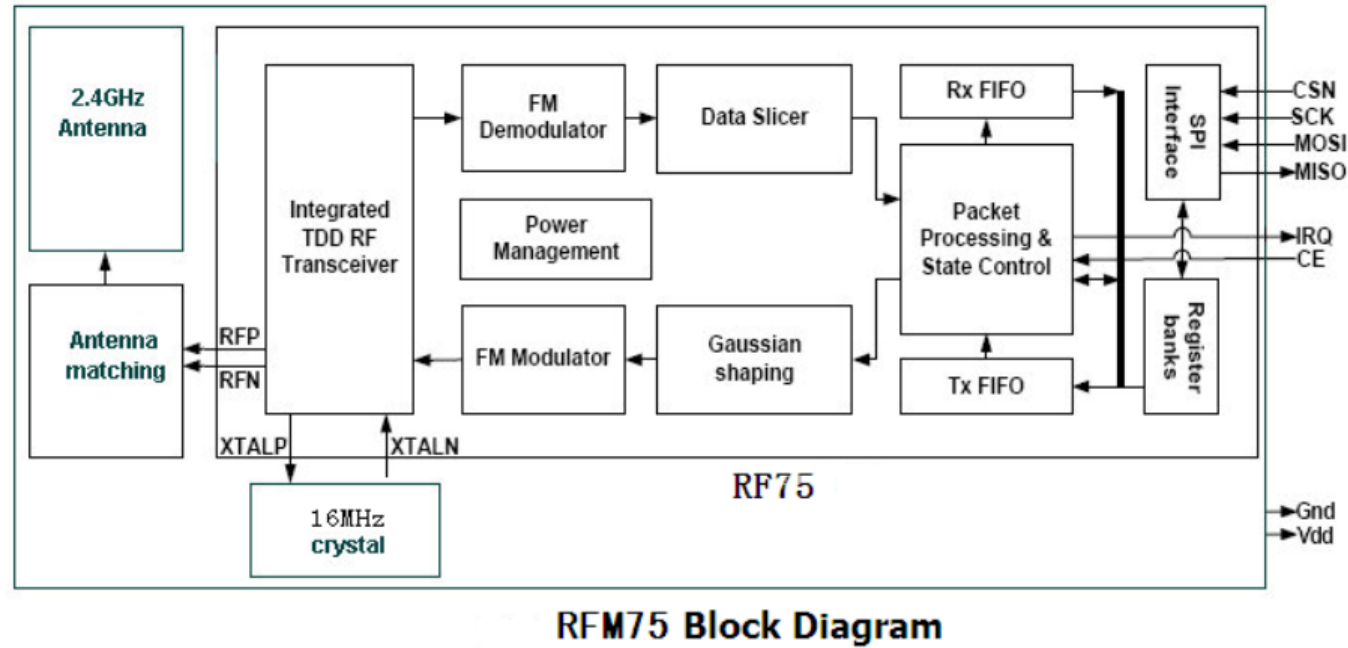 2.4GHz
Antenna
Antenna
matching
RFP
RFN
Integrated
TDD RF
Transceiver
XTALP
XTALN
16MHz
crystal
FM
Demodulator
Data Slicer
Power
Management
FM Modulator
Gaussian
shaping
Rx FIFO
Packet
Processing &
State Control
Tx FIFO
SPI
Interface
Register
banks
CSN
SCK
MOSI
MISO
IRQ
CE
RF75
Gnd
Vdd
RFM75 Block Diagram